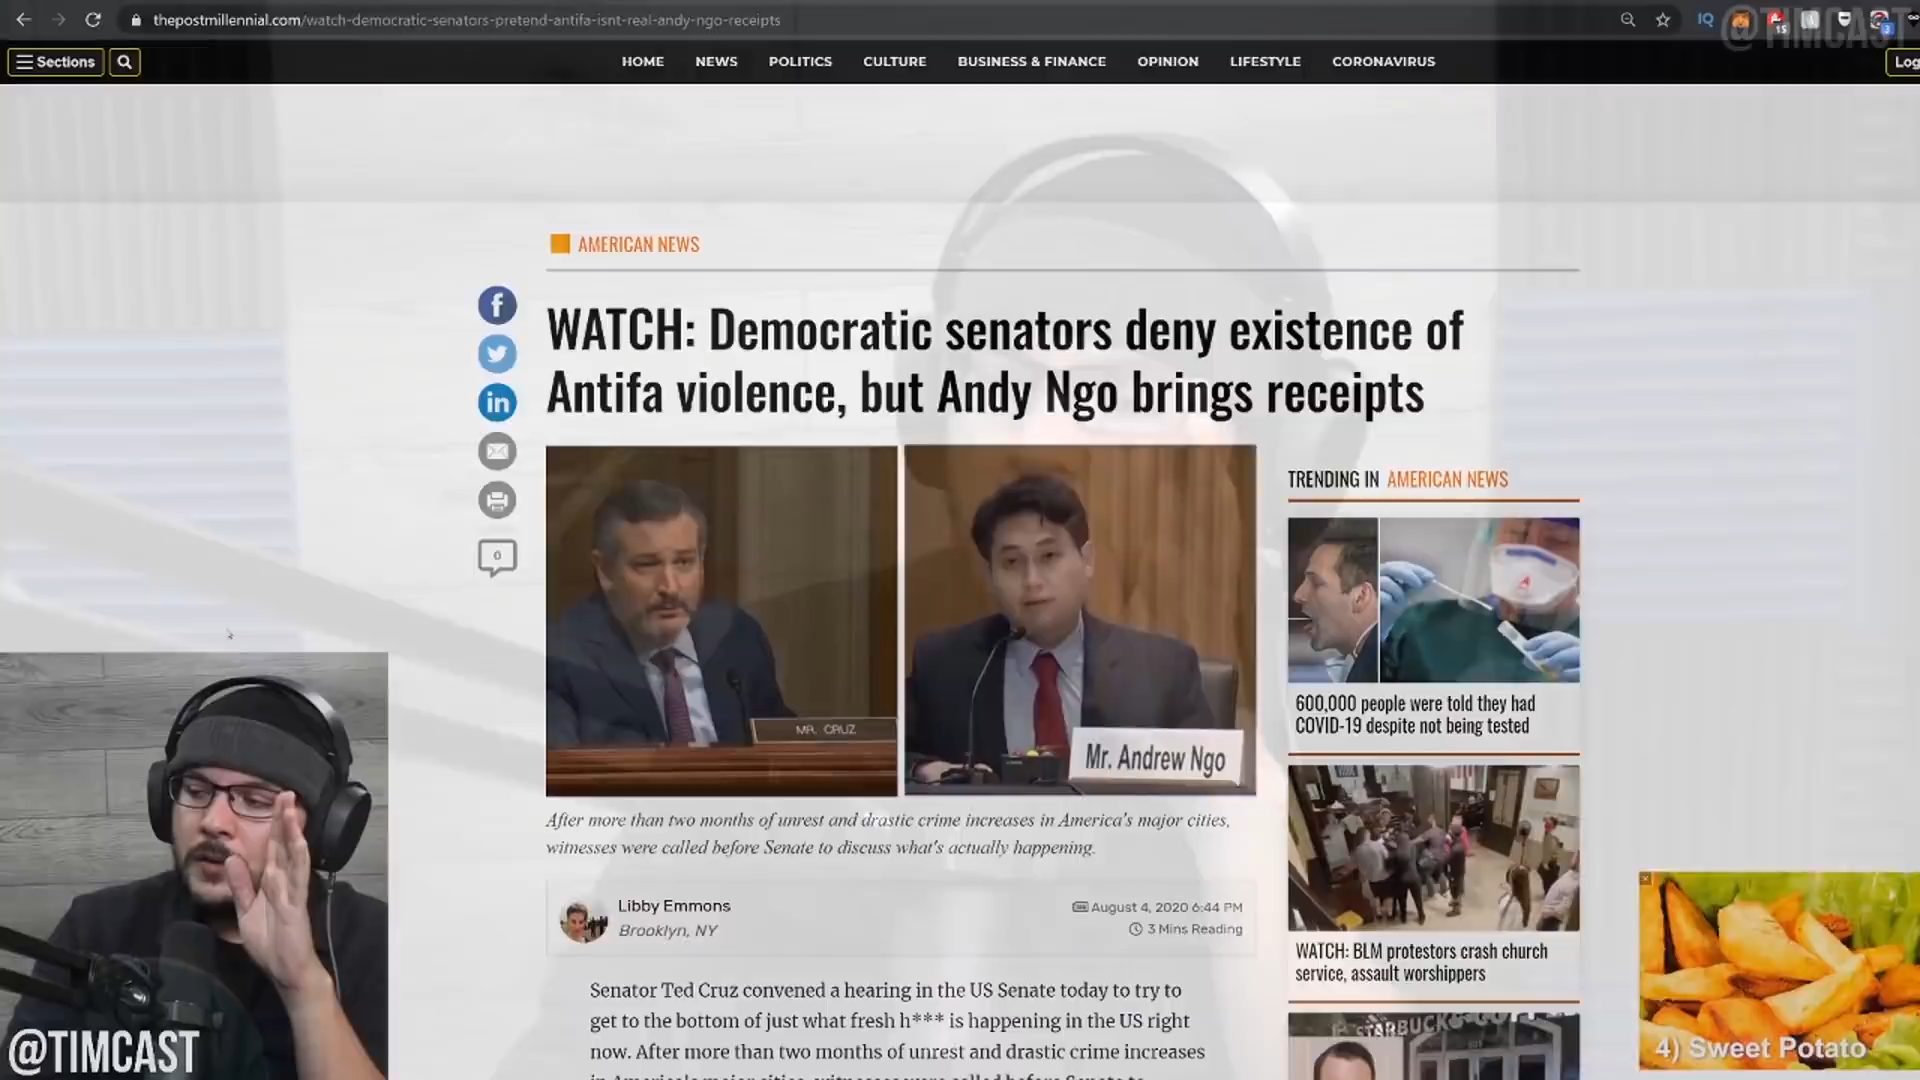 thepostmillennial.com/watch-democratic-senators-pretend-antifa-isnt-real-andy-ngo-receipts
IQ
15
3
@TIMCAST
Sections
HOME
NEWS
POLITICS
CULTURE
BUSINESS & FINANCE
OPINION
LIFESTYLE
CORONAVIRUS
Log
AMERICAN NEWS
WATCH: Democratic senators deny existence of
Antifa violence, but Andy Ngo brings receipts
0
MR. CRUZ
Mr. Andrew Ngo
After more than two months of unrest and drastic crime increases in America's major cities,
witnesses were called before Senate to discuss what's actually happening.
Libby Emmons
Brooklyn, NY
August 4, 2020 6:44 PM
3 Mins Reading
Senator Ted Cruz convened a hearing in the US Senate today to try to
get to the bottom of just what fresh h*** is happening in the US right
now. After more than two months of unrest and drastic crime increases
TRENDING IN AMERICAN NEWS
600,000 people were told they had
COVID-19 despite not being tested
WATCH: BLM protestors crash church
service, assault worshippers
STARBUCKS
4) Sweet Potato
@TIMCAST